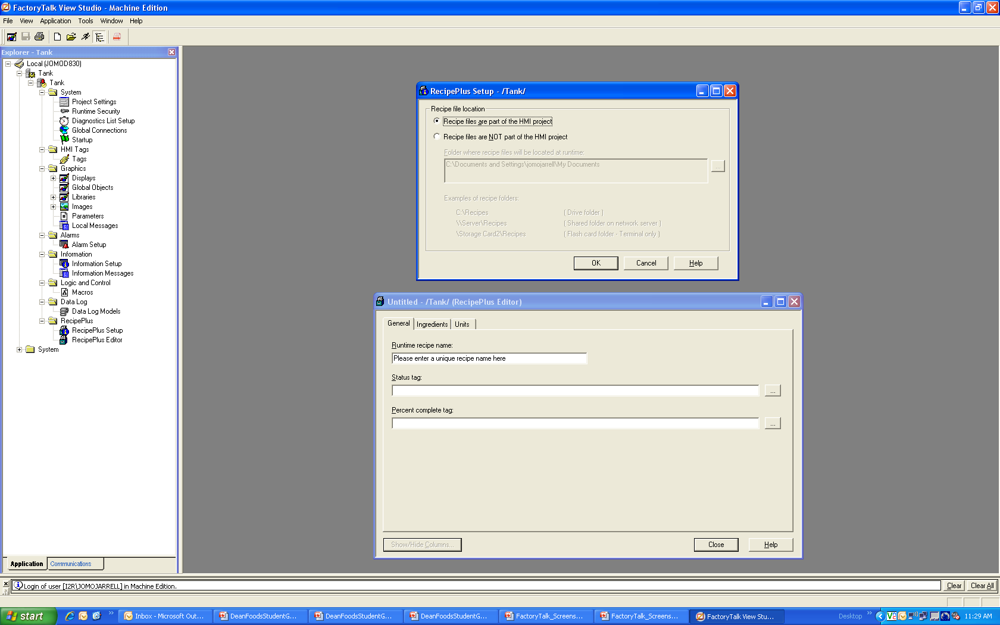 FactoryTalk View Studio - Machine Edition
File View Application Tools Window Help
Explorer - Tank
Local (JOMOD830)
Tank
Tank
System
Project Settings
Runtime Security
Diagnostics List Setup
Global Connections
Startup
HMI Tags
Tags
Graphics
Displays
Global Objects
Libraries
Images
Parameters
Local Messages
Alarms
Alarm Setup
Information
Information Setup
Information Messages
Logic and Control
Macros
Data Log
Data Log Models
RecipePlus
RecipePlus Setup
RecipePlus Editor
System
Application Communications
RecipePlus Setup - /Tank/
Recipe file location
Recipe files are part of the HMI project
Recipe files are NOT part of the HMI project
Folder where recipe files will be located at runtime:
C:\Documents and Settings\jomojarrell\My Documents
...
Examples of recipe folders:
C:\Recipes ( Drive folder )
\\Server\Recipes ( Shared folder on network server )
\Storage Card2\Recipes ( Flash card folder - Terminal only )
OK Cancel Help
Untitled - /Tank/ (RecipePlus Editor)
General Ingredients Units
Runtime recipe name:
Please enter a unique recipe name here
Status tag:
...
Percent complete tag:
...
Show/Hide Columns... Close Help
Login of user [I2R\JOMOJARRELL] in Machine Edition.
Clear Clear All
start Inbox - Microsoft Out... DeanFoodsStudentG... DeanFoodsStudentG... DeanFoodsStudentG... FactoryTalk_Screens... FactoryTalk_Screens... FactoryTalk View Stu... Desktop 11:29 AM